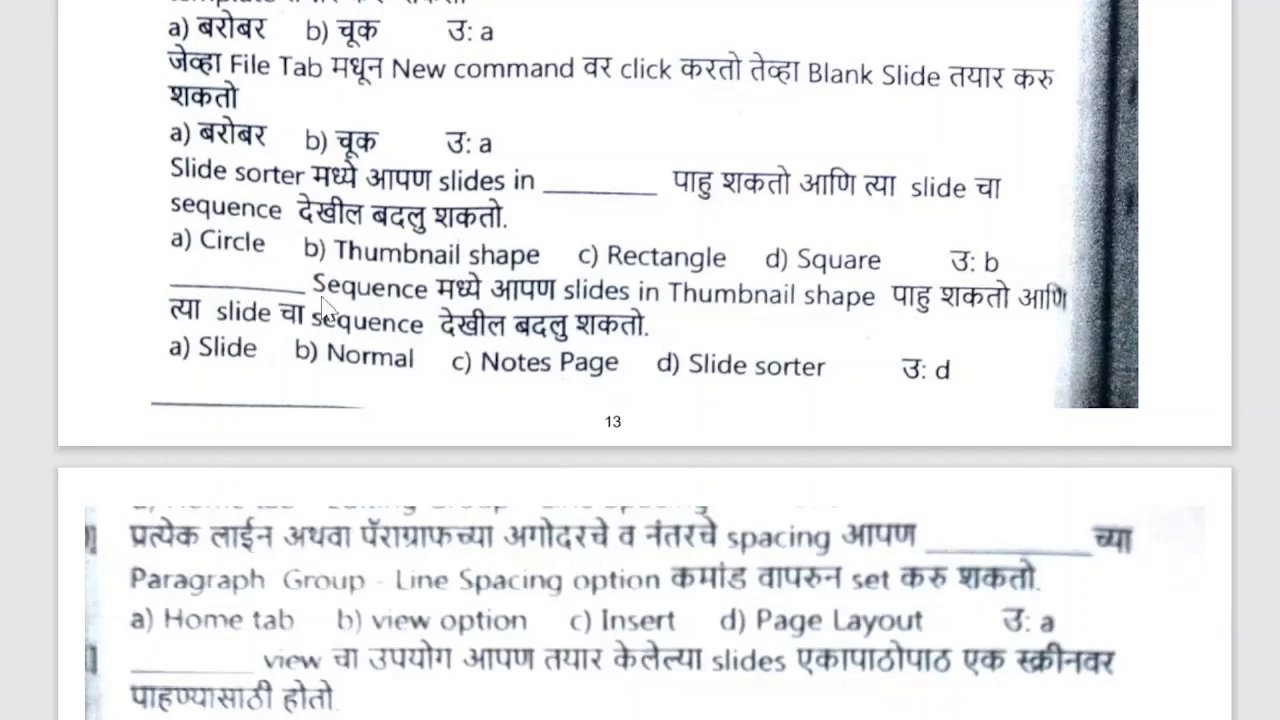 a) बरोबर b) चूक उ: a
जेव्हा File Tab मधून New command वर click करतो तेव्हा Blank Slide तयार करु
शकतो
a) बरोबर b) चूक उ: a
Slide sorter मध्ये आपण slides in ________ पाहु शकतो आणि त्या slide चा
sequence देखील बदलु शकतो.
a) Circle b) Thumbnail shape c) Rectangle d) Square उ: b
_________ Sequence मध्ये आपण slides in Thumbnail shape पाहु शकतो आणि
त्या slide चा sequence देखील बदलु शकतो.
a) Slide b) Normal c) Notes Page d) Slide sorter उ: d
13
प्रत्येक लाईन अथवा पॅराग्राफच्या अगोदरचे व नंतरचे spacing आपण ___________ च्या
Paragraph Group - Line Spacing option कमांड वापरुन set करु शकतो.
a) Home tab b) view option c) Insert d) Page Layout उ: a
_________ view चा उपयोग आपण तयार केलेल्या slides एकापाठोपाठ एक स्क्रीनवर
पाहण्यासाठी होतो